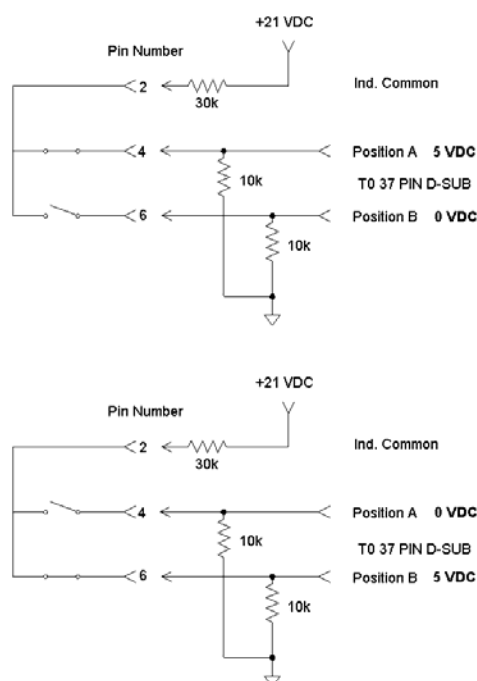 +21 VDC
Pin Number
2
30k
Ind. Common
4
Position A 5 VDC
10k
T0 37 PIN D-SUB
6
Position B 0 VDC
10k
+21 VDC
Pin Number
2
30k
Ind. Common
4
Position A 0 VDC
10k
T0 37 PIN D-SUB
6
Position B 5 VDC
10k